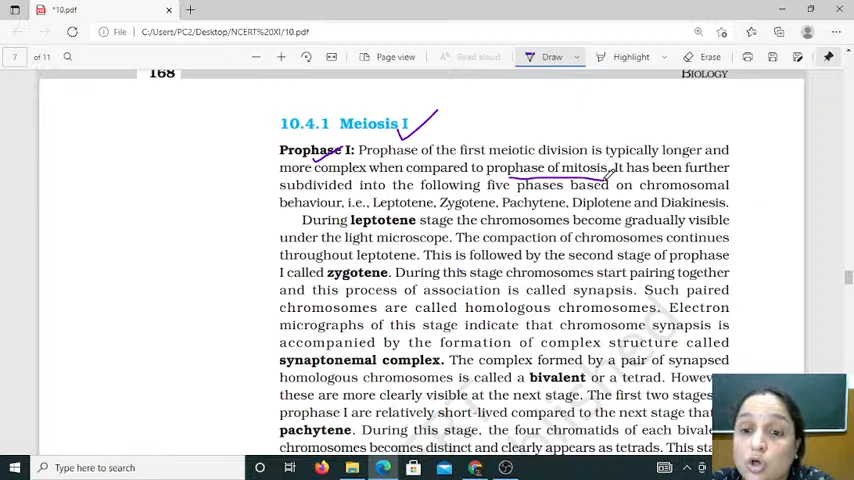 10.pdf
File
C:/Users/PC2/Desktop/NCERT XI/10.pdf
7 of 11
Page view
Read aloud
Draw
Highlight
Erase
168
BIOLOGY
10.4.1 Meiosis I
Prophase I: Prophase of the first meiotic division is typically longer and
more complex when compared to prophase of mitosis. It has been further
subdivided into the following five phases based on chromosomal
behaviour, i.e., Leptotene, Zygotene, Pachytene, Diplotene and Diakinesis.
During leptotene stage the chromosomes become gradually visible
under the light microscope. The compaction of chromosomes continues
throughout leptotene. This is followed by the second stage of prophase
I called zygotene. During this stage chromosomes start pairing together
and this process of association is called synapsis. Such paired
chromosomes are called homologous chromosomes. Electron
micrographs of this stage indicate that chromosome synapsis is
accompanied by the formation of complex structure called
synaptonemal complex. The complex formed by a pair of synapsed
homologous chromosomes is called a bivalent or a tetrad. Howev
these are more clearly visible at the next stage. The first two stages
prophase I are relatively short-lived compared to the next stage that
pachytene. During this stage, the four chromatids of each bival
chromosomes becomes distinct and clearly appears as tetrads. This sta
Type here to search